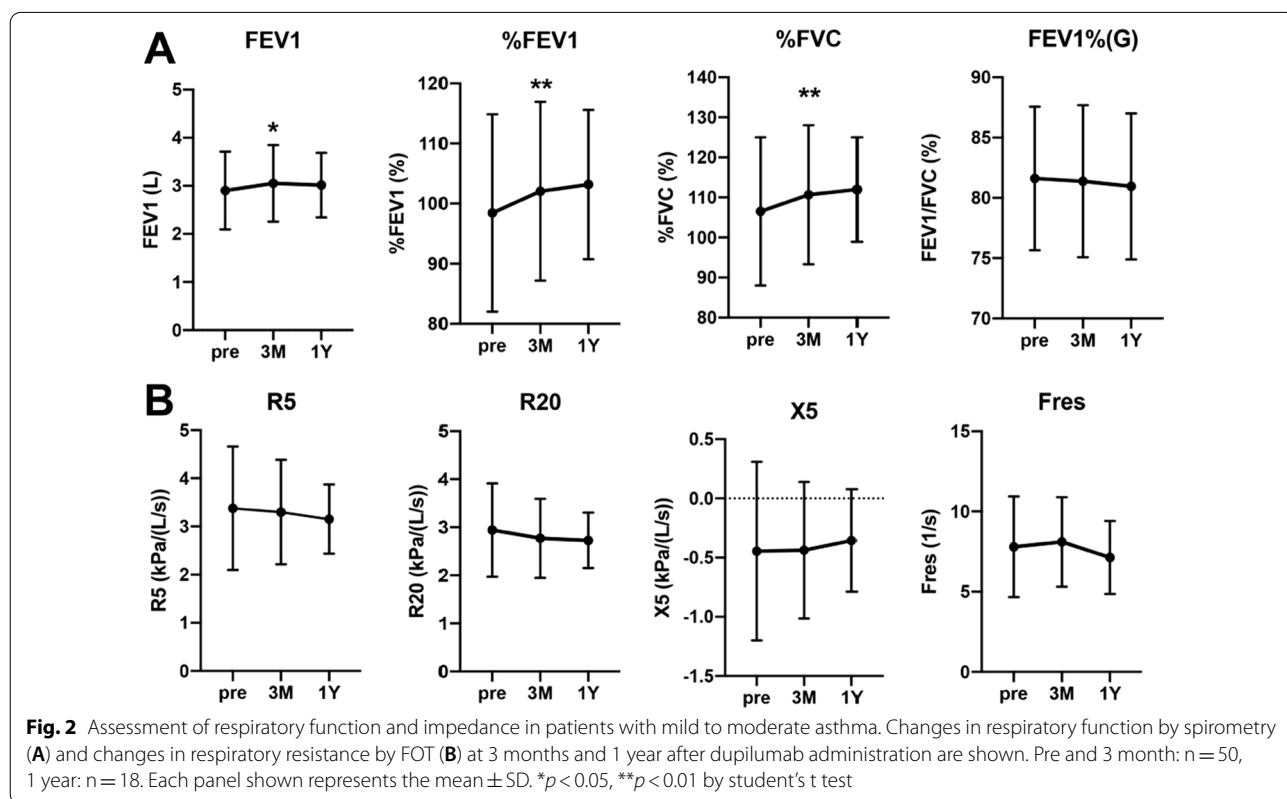 A
FEV1
%FEV1
%FVC
FEV1%(G)
FEV1 (L)
5
4
3
2
1
0
*
pre 3M 1Y
%FEV1 (%)
120
100
90
80
**
pre 3M 1Y
%FVC (%)
140
130
120
110
100
90
80
**
pre 3M 1Y
FEV1/FVC (%)
90
85
80
75
70
pre 3M 1Y
B
R5
R20
X5
Fres
R5 (kPa/(L/s))
5
4
3
2
1
0
pre 3M 1Y
R20 (kPa/(L/s))
5
4
3
2
1
0
pre 3M 1Y
X5 (kPa/(L/s))
0.5
0.0
-0.5
-1.0
-1.5
pre 3M 1Y
Fres (1/s)
15
10
5
0
pre 3M 1Y
Fig. 2 Assessment of respiratory function and impedance in patients with mild to moderate asthma. Changes in respiratory function by spirometry
(A) and changes in respiratory resistance by FOT (B) at 3 months and 1 year after dupilumab administration are shown. Pre and 3 month: n = 50,
1 year: n = 18. Each panel shown represents the mean ± SD. *p < 0.05, **p < 0.01 by student's t test